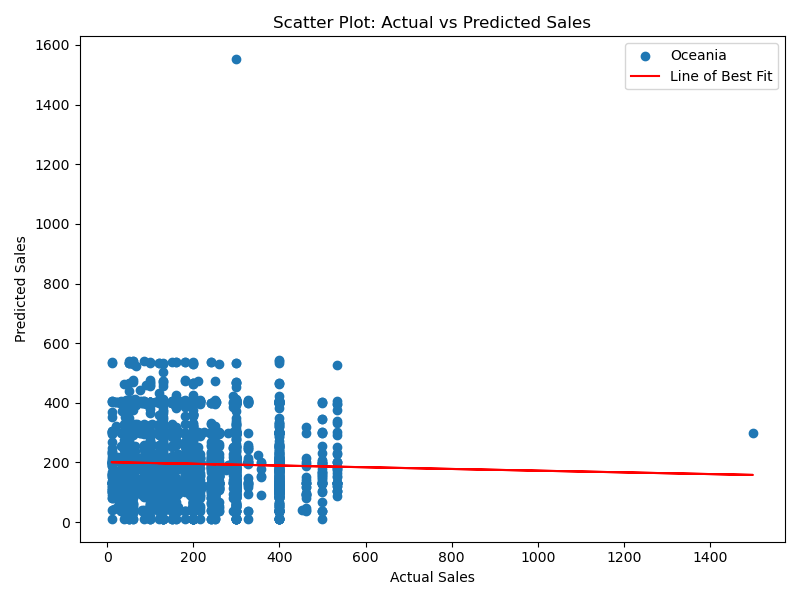 Scatter Plot: Actual vs Predicted Sales
Oceania
Line of Best Fit
1600
1400
1200
1000
800
600
400
200
0
Predicted Sales
0 200 400 600 800 1000 1200 1400
Actual Sales